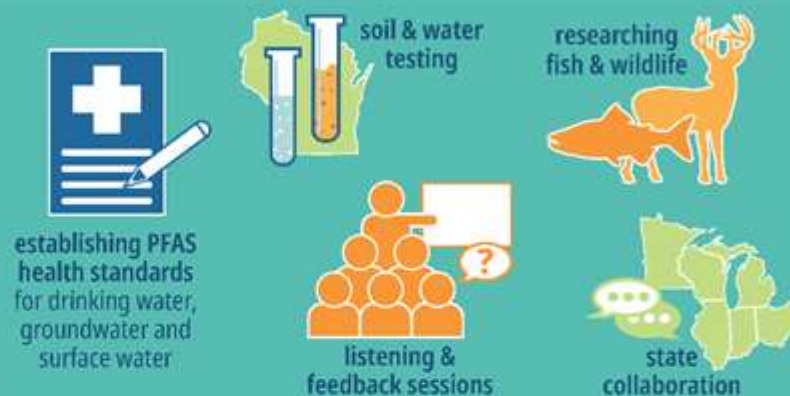 soil & water
testing
researching
fish & wildlife
establishing PFAS
health standards
for drinking water,
groundwater and
surface water
?
listening &
feedback sessions
state
collaboration